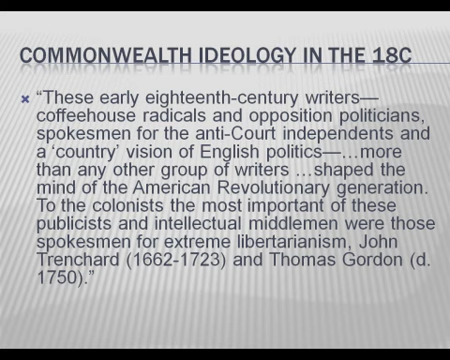 COMMONWEALTH IDEOLOGY IN THE 18C
“These early eighteenth-century writers—
coffeehouse radicals and opposition politicians,
spokesmen for the anti-Court independents and
a ‘country’ vision of English politics—…more
than any other group of writers …shaped the
mind of the American Revolutionary generation.
To the colonists the most important of these
publicists and intellectual middlemen were those
spokesmen for extreme libertarianism, John
Trenchard (1662-1723) and Thomas Gordon (d.
1750).”